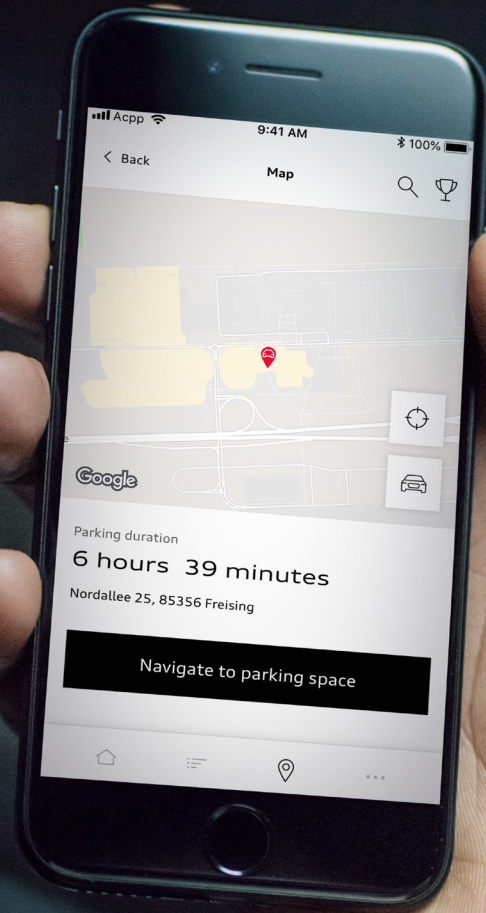 Acpp
9:41 AM
100%
Back
Map
e
Google
Parking duration
6 hours 39 minutes
Nordallee 25, 85356 Freising
Navigate to parking space